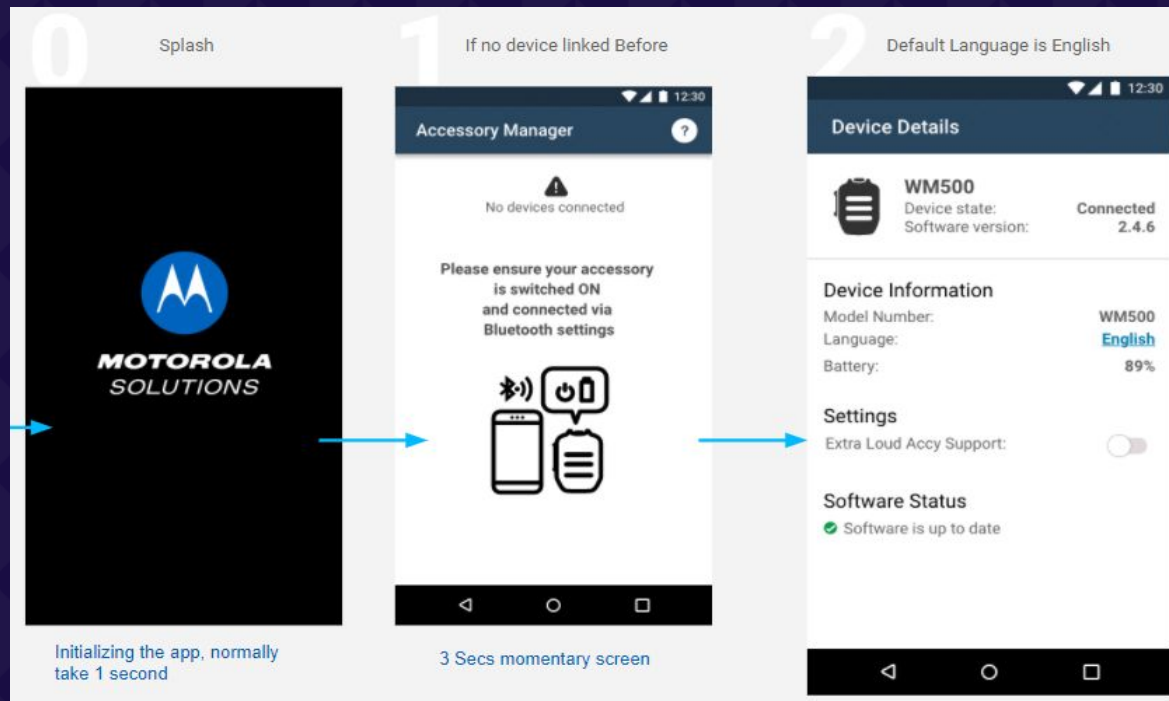 0
Splash
MOTOROLA
SOLUTIONS
Initializing the app, normally
take 1 second
1
If no device linked Before
12:30
Accessory Manager
?
No devices connected
Please ensure your accessory
is switched ON
and connected via
Bluetooth settings
3 Secs momentary screen
2
Default Language is English
12:30
Device Details
WM500
Device state: Connected
Software version: 2.4.6
Device Information
Model Number: WM500
Language: English
Battery: 89%
Settings
Extra Loud Accy Support:
Software Status
Software is up to date